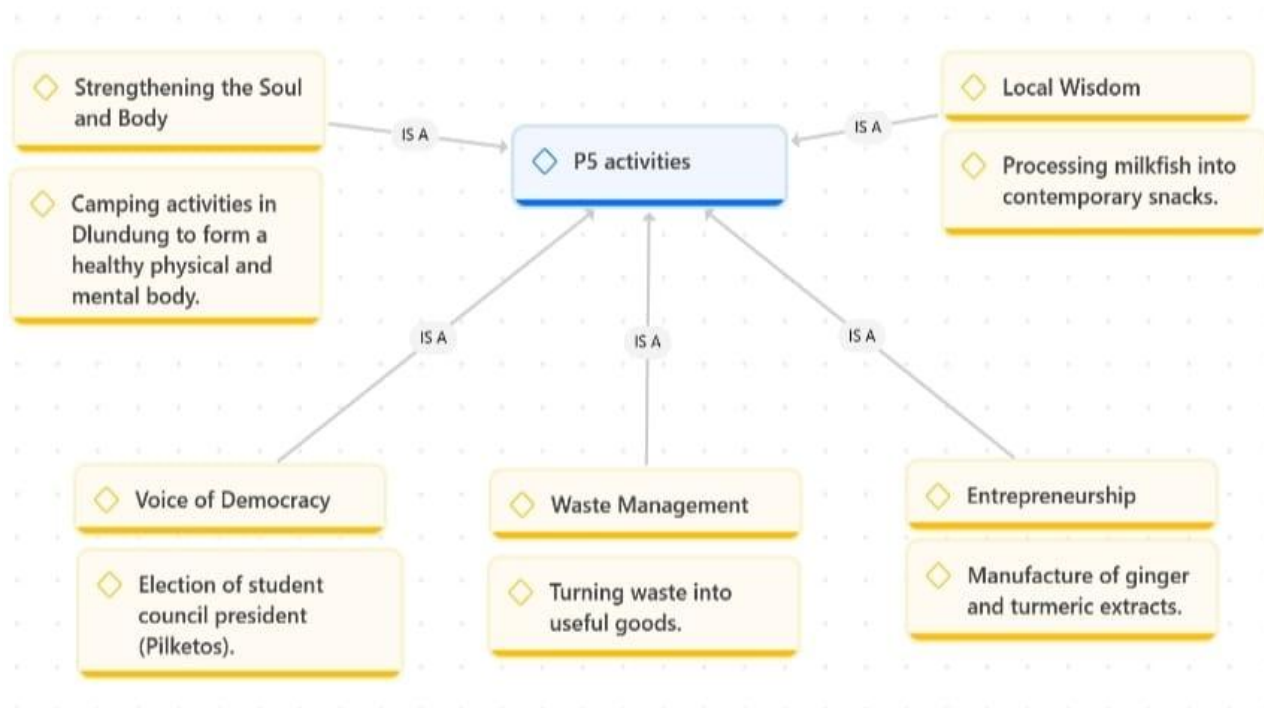 Strengthening the Soul
and Body
Camping activities in
Dlundung to form a
healthy physical and
mental body.
IS A
P5 activities
IS A
Local Wisdom
Processing milkfish into
contemporary snacks.
IS A
IS A
IS A
Voice of Democracy
Election of student
council president
(Pilketos).
Waste Management
Turning waste into
useful goods.
Entrepreneurship
Manufacture of ginger
and turmeric extracts.